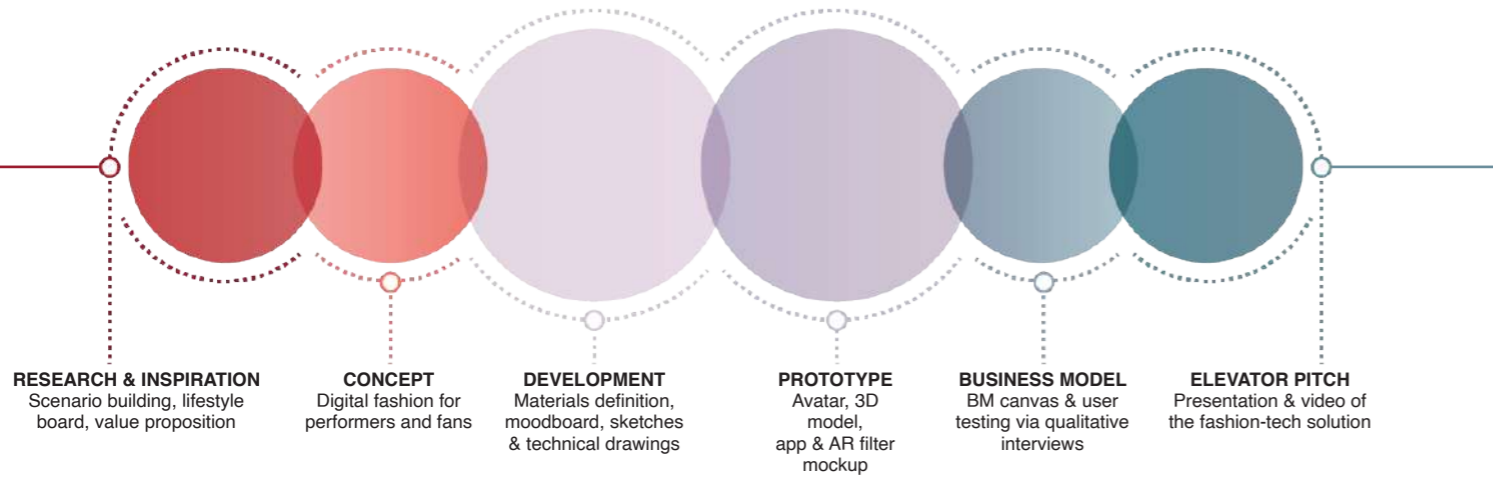 RESEARCH & INSPIRATION
Scenario building, lifestyle
board, value proposition
CONCEPT
Digital fashion for
performers and fans
DEVELOPMENT
Materials definition,
moodboard, sketches
& technical drawings
PROTOTYPE
Avatar, 3D
model,
app & AR filter
mockup
BUSINESS MODEL
BM canvas & user
testing via qualitative
interviews
ELEVATOR PITCH
Presentation & video of
the fashion-tech solution